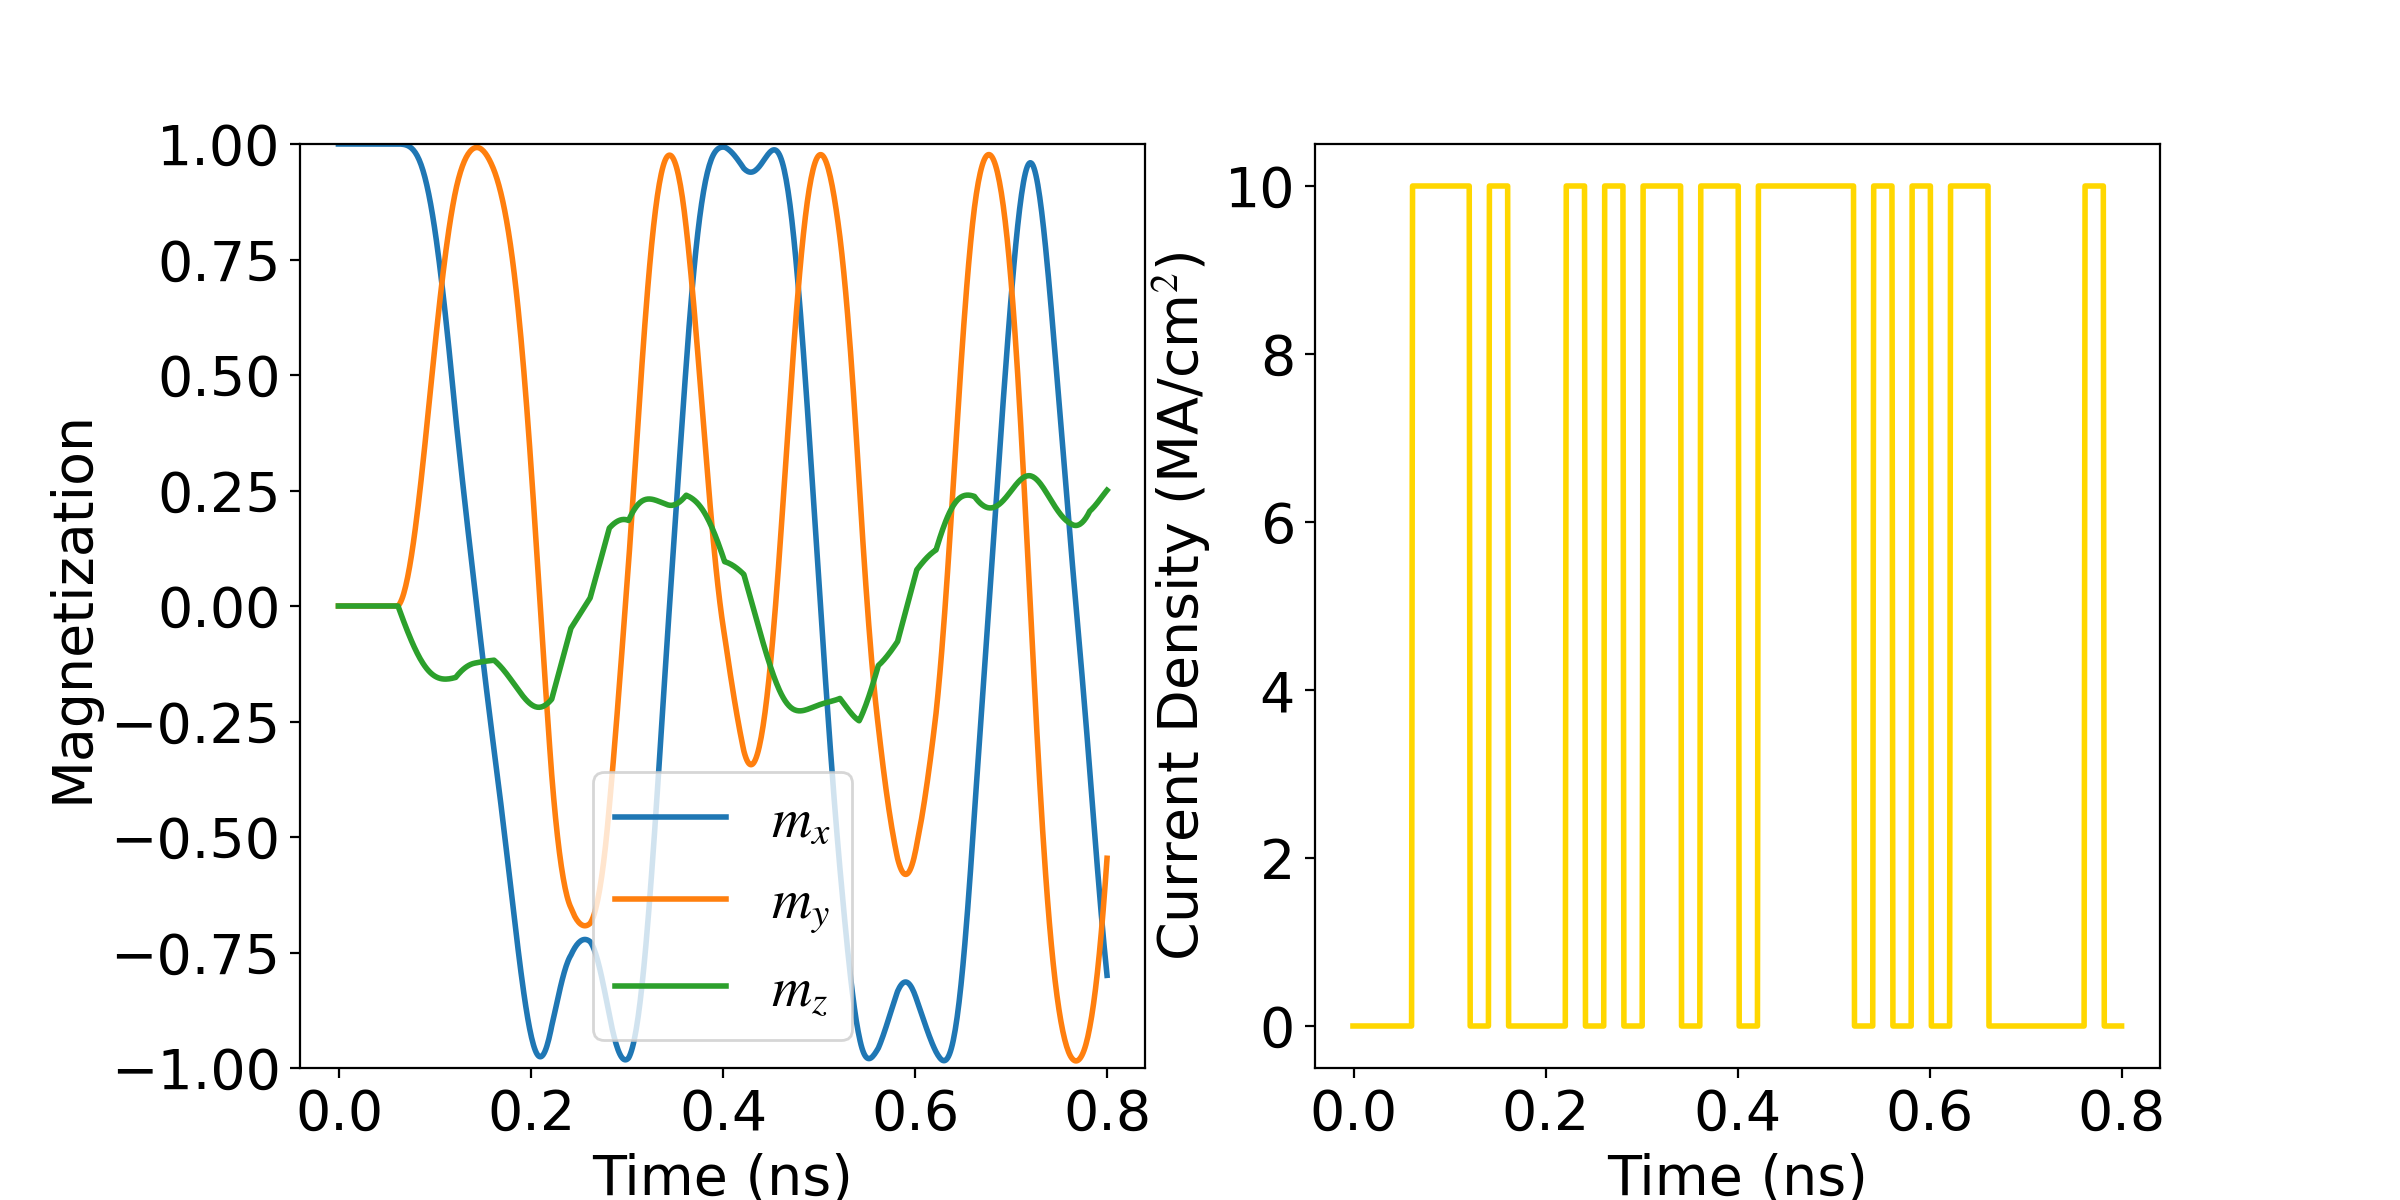 1.00
0.75
0.50
0.25
0.00
−0.25
−0.50
−0.75
−1.00
Magnetization
0.0 0.2 0.4 0.6 0.8
Time (ns)
m_x
m_y
m_z
10
8
6
4
2
0
Current Density (MA/cm²)
0.0 0.2 0.4 0.6 0.8
Time (ns)